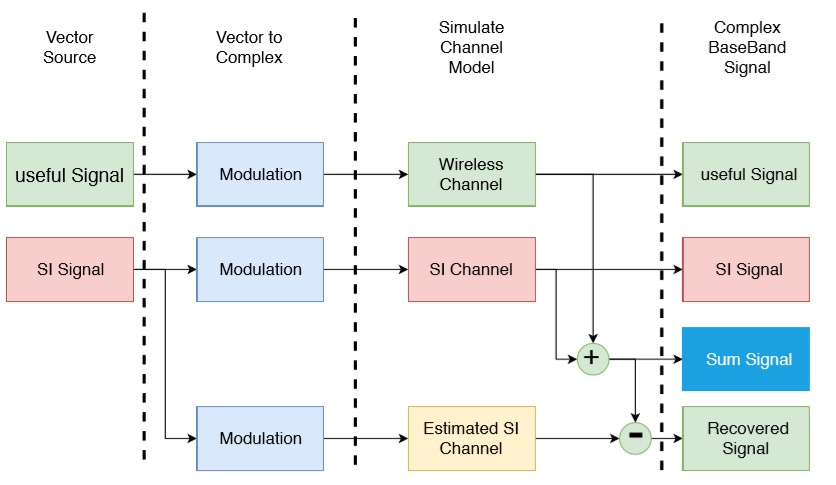 Vector
Source
Vector to
Complex
Simulate
Channel
Model
Complex
BaseBand
Signal
useful Signal
Modulation
Wireless
Channel
useful Signal
SI Signal
Modulation
SI Channel
SI Signal
+
Sum Signal
Modulation
Estimated SI
Channel
-
Recovered
Signal